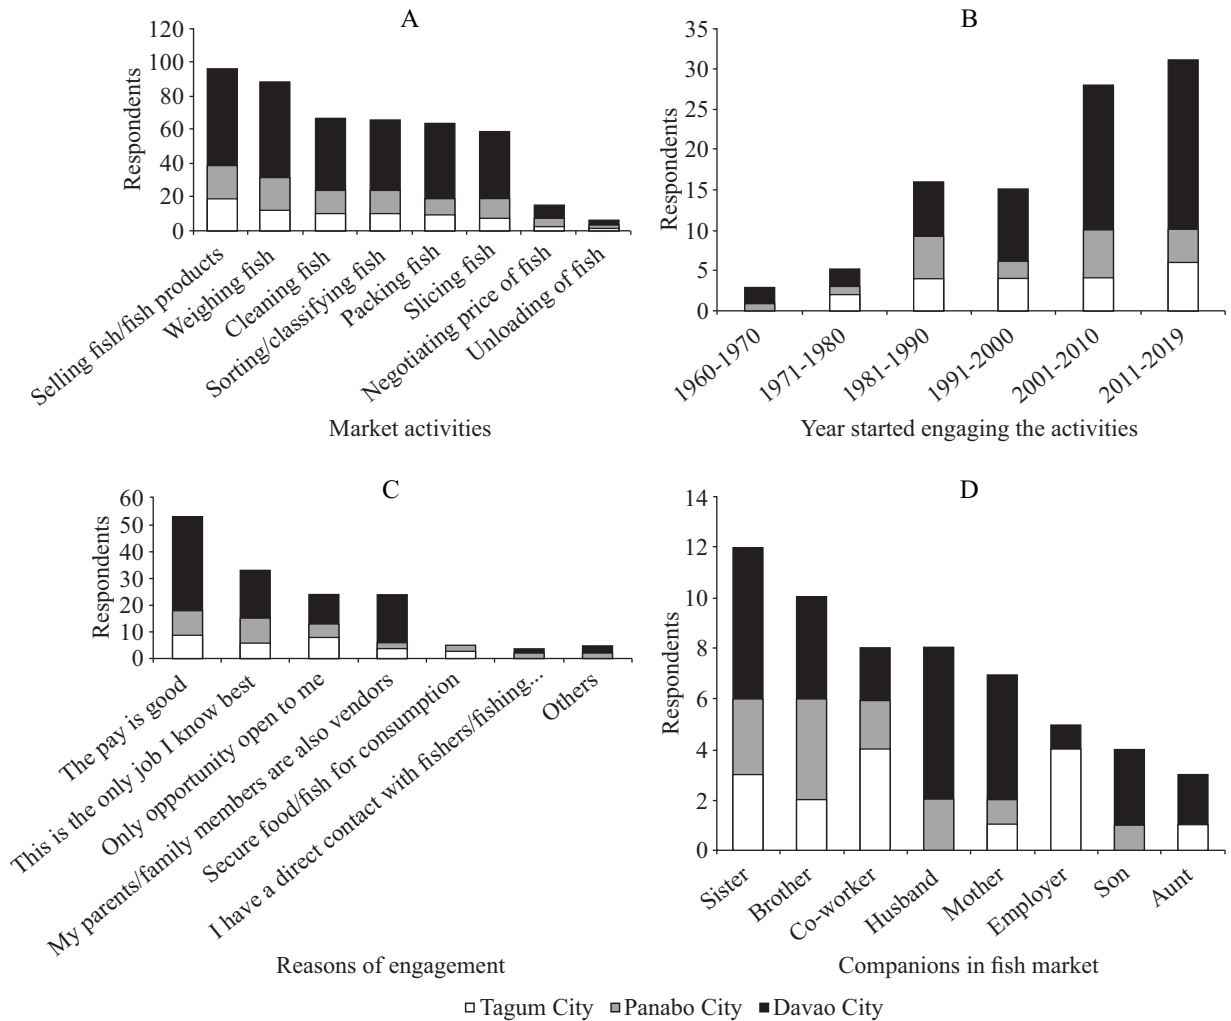 A
Respondents
120
100
80
60
40
20
0
Selling fish/fish products
Weighing fish
Cleaning fish
Sorting/classifying fish
Packing fish
Slicing fish
Negotiating price of fish
Unloading of fish
Market activities
B
Respondents
35
30
25
20
15
10
5
0
1960-1970
1971-1980
1981-1990
1991-2000
2001-2010
2011-2019
Year started engaging the activities
C
Respondents
60
50
40
30
20
10
0
The pay is good
This is the only job I know best
Only opportunity open to me
My parents/family members are also vendors
Secure food/fish for consumption
I have a direct contact with fishers/fishing...
Others
Reasons of engagement
D
Respondents
14
12
10
8
6
4
2
0
Sister
Brother
Co-worker
Husband
Mother
Employer
Son
Aunt
Companions in fish market
Tagum City Panabo City Davao City